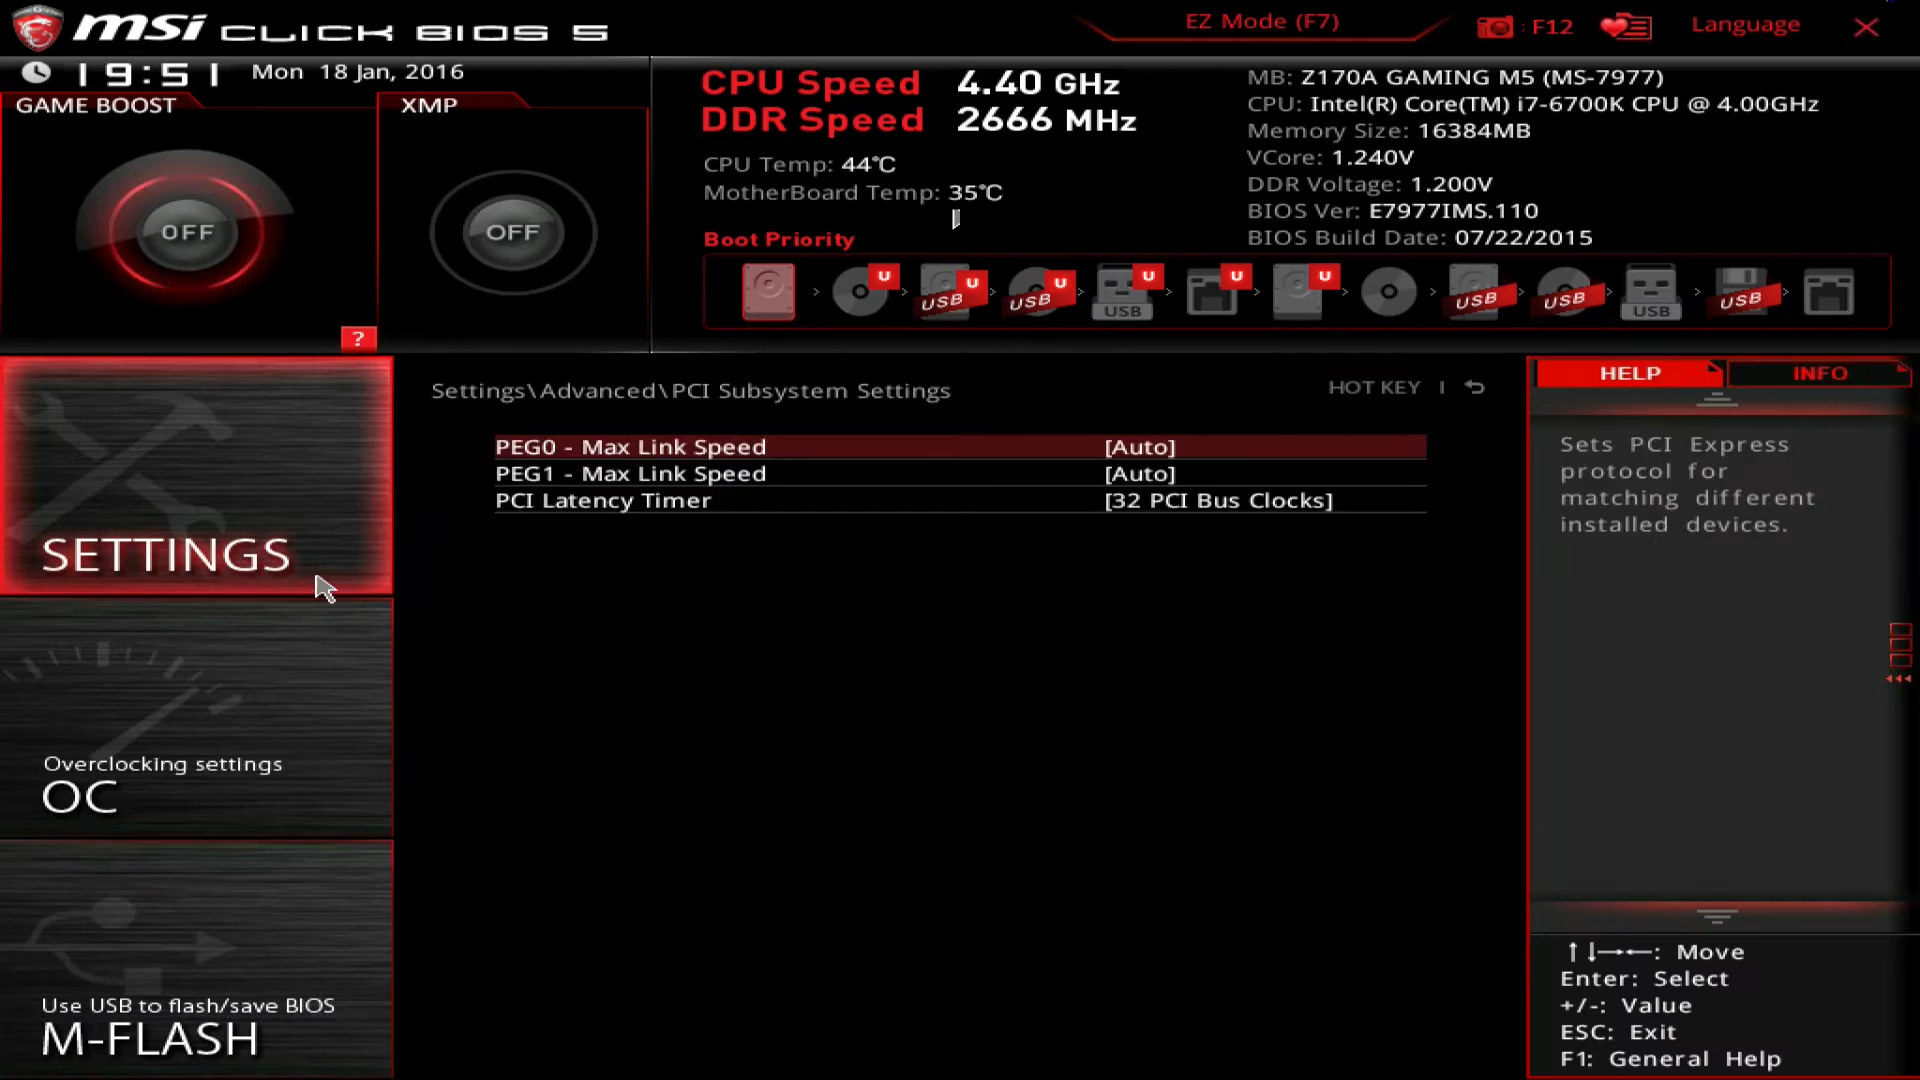 msi CLICK BIOS 5
EZ Mode (F7)
: F12
Language
19:51
Mon 18 Jan, 2016
GAME BOOST
XMP
OFF
OFF
?
CPU Speed 4.40 GHz
DDR Speed 2666 MHz
CPU Temp: 44°C
MotherBoard Temp: 35°C
Boot Priority
MB: Z170A GAMING M5 (MS-7977)
CPU: Intel(R) Core(TM) i7-6700K CPU @ 4.00GHz
Memory Size: 16384MB
VCore: 1.240V
DDR Voltage: 1.200V
BIOS Ver: E7977IMS.110
BIOS Build Date: 07/22/2015
U
USB U
USB U
USB U
U
U
USB
USB
USB
USB
SETTINGS
Overclocking settings
OC
Use USB to flash/save BIOS
M-FLASH
Settings\Advanced\PCI Subsystem Settings
HOT KEY |
PEG0 - Max Link Speed [Auto]
PEG1 - Max Link Speed [Auto]
PCI Latency Timer [32 PCI Bus Clocks]
HELP
INFO
Sets PCI Express
protocol for
matching different
installed devices.
↑↓→←: Move
Enter: Select
+/-: Value
ESC: Exit
F1: General Help